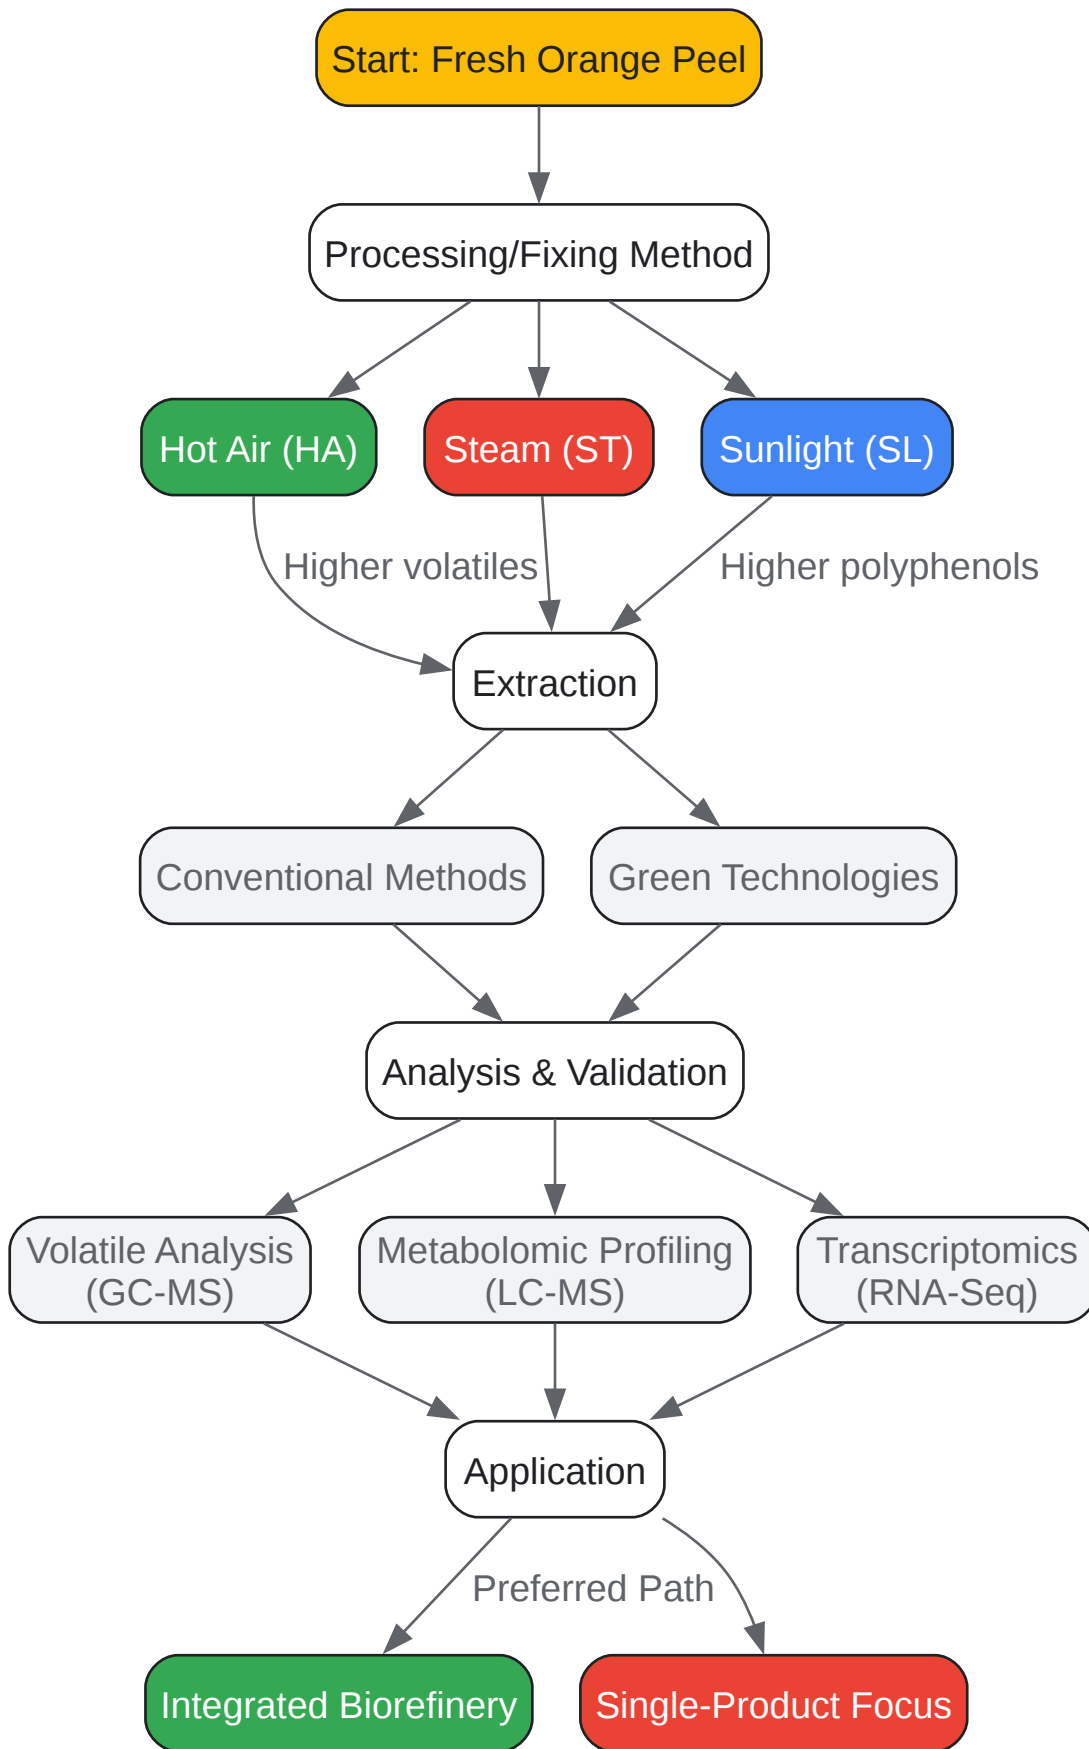 Start: Fresh Orange Peel
Processing/Fixing Method
Hot Air (HA)
Steam (ST)
Sunlight (SL)
Higher volatiles
Higher polyphenols
Extraction
Conventional Methods
Green Technologies
Analysis & Validation
Volatile Analysis
(GC-MS)
Metabolomic Profiling
(LC-MS)
Transcriptomics
(RNA-Seq)
Application
Preferred Path
Integrated Biorefinery
Single-Product Focus